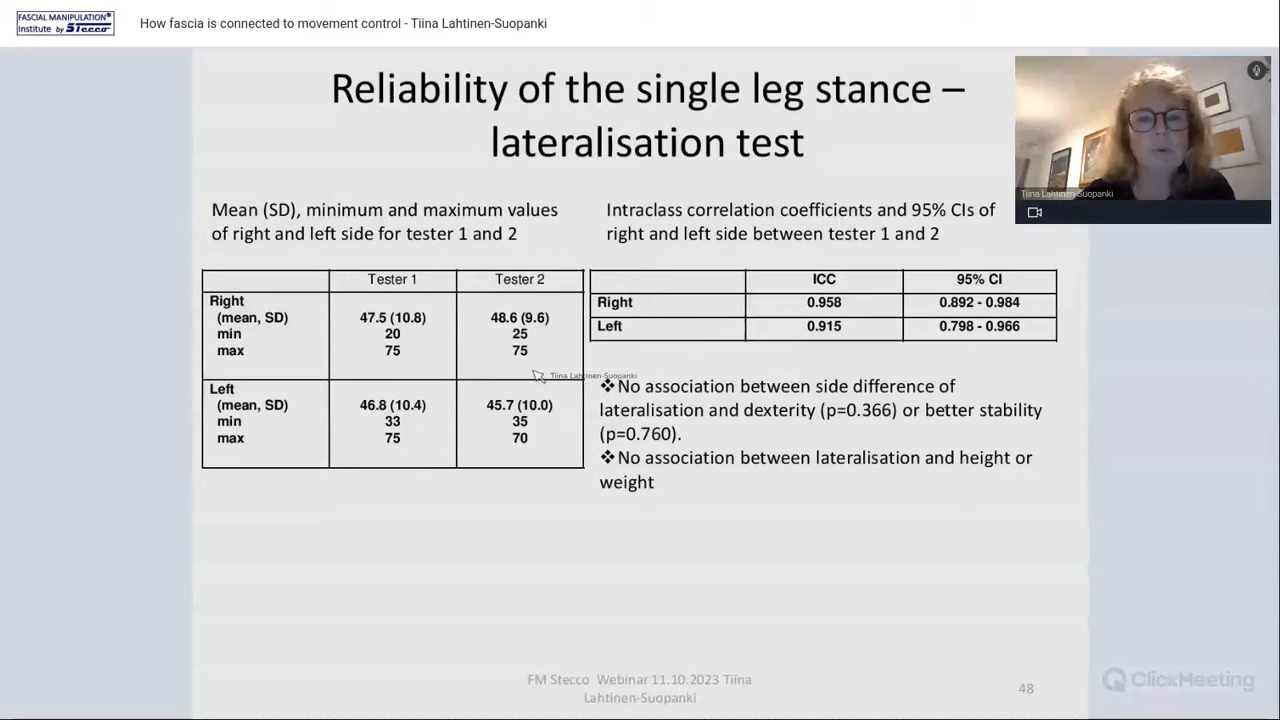 FASCIAL MANIPULATION®
Institute by Stecco
How fascia is connected to movement control - Tiina Lahtinen-Suopanki
Reliability of the single leg stance –
lateralisation test
Tiina Lahtinen-Suopanki
Mean (SD), minimum and maximum values
of right and left side for tester 1 and 2
Tester 1 Tester 2
Right
(mean, SD) 47.5 (10.8) 48.6 (9.6)
min 20 25
max 75 75
Left
(mean, SD) 46.8 (10.4) 45.7 (10.0)
min 33 35
max 75 70
Tiina Lahtinen-Suopanki
Intraclass correlation coefficients and 95% CIs of
right and left side between tester 1 and 2
ICC 95% CI
Right 0.958 0.892 - 0.984
Left 0.915 0.798 - 0.966
❖No association between side difference of
lateralisation and dexterity (p=0.366) or better stability
(p=0.760).
❖No association between lateralisation and height or
weight
FM Stecco Webinar 11.10.2023 Tiina
Lahtinen-Suopanki
48
ClickMeeting